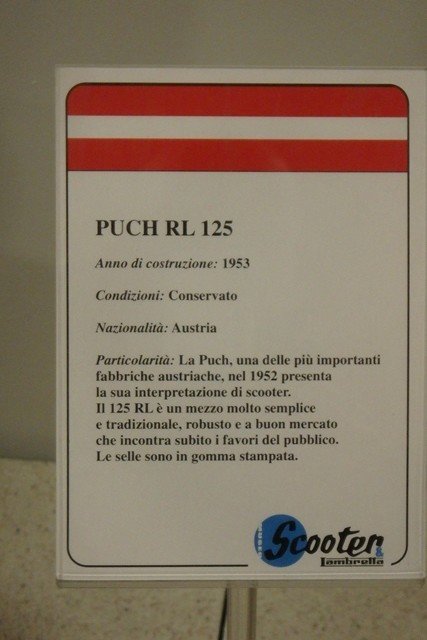 PUCH RL 125
Anno di costruzione: 1953
Condizioni: Conservato
Nazionalità: Austria
Particolarità: La Puch, una delle più importanti
fabbriche austriache, nel 1952 presenta
la sua interpretazione di scooter.
Il 125 RL è un mezzo molto semplice
e tradizionale, robusto e a buon mercato
che incontra subito i favori del pubblico.
Le selle sono in gomma stampata.
Scooter
& Lambretta